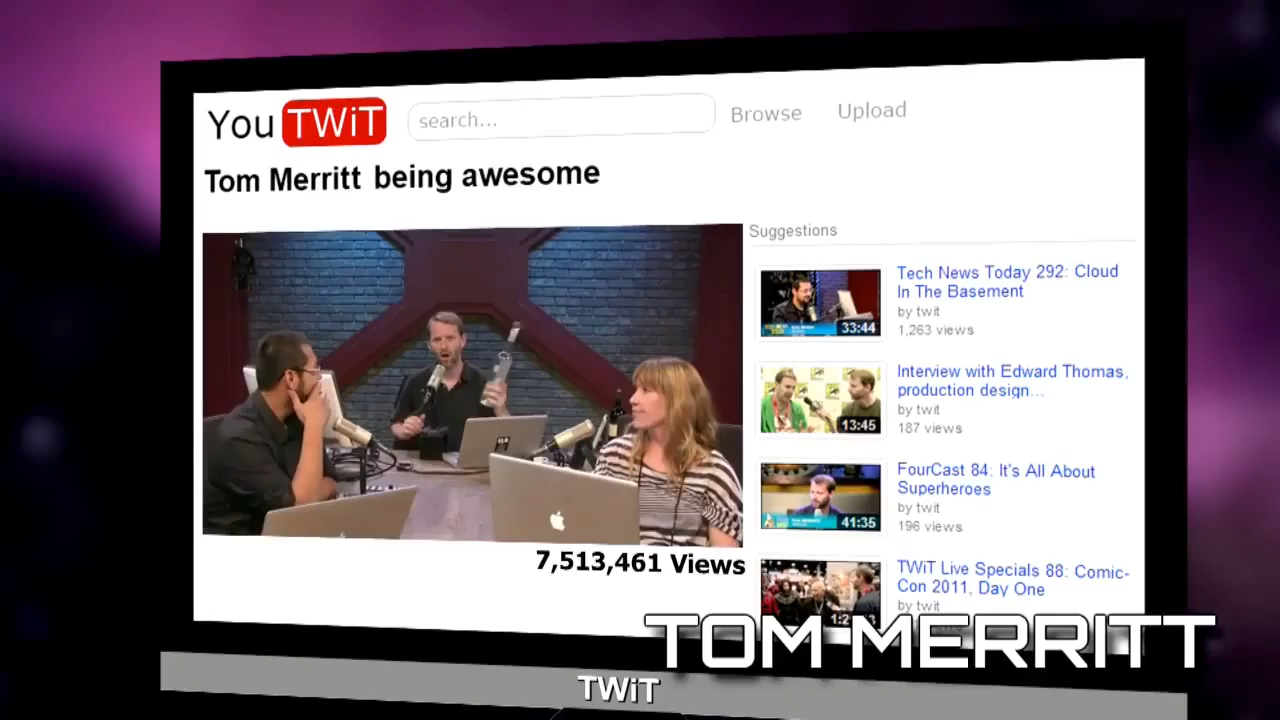 You TWiT search... Browse Upload
Tom Merritt being awesome
Suggestions
Tech News Today 292: Cloud
In The Basement
by twit
1,263 views
33:44
Interview with Edward Thomas,
production design...
by twit
187 views
13:45
FourCast 84: It's All About
Superheroes
by twit
196 views
41:35
TWiT Live Specials 88: Comic-
Con 2011, Day One
by twit
7,513,461 Views
TOM MERRITT
TWiT